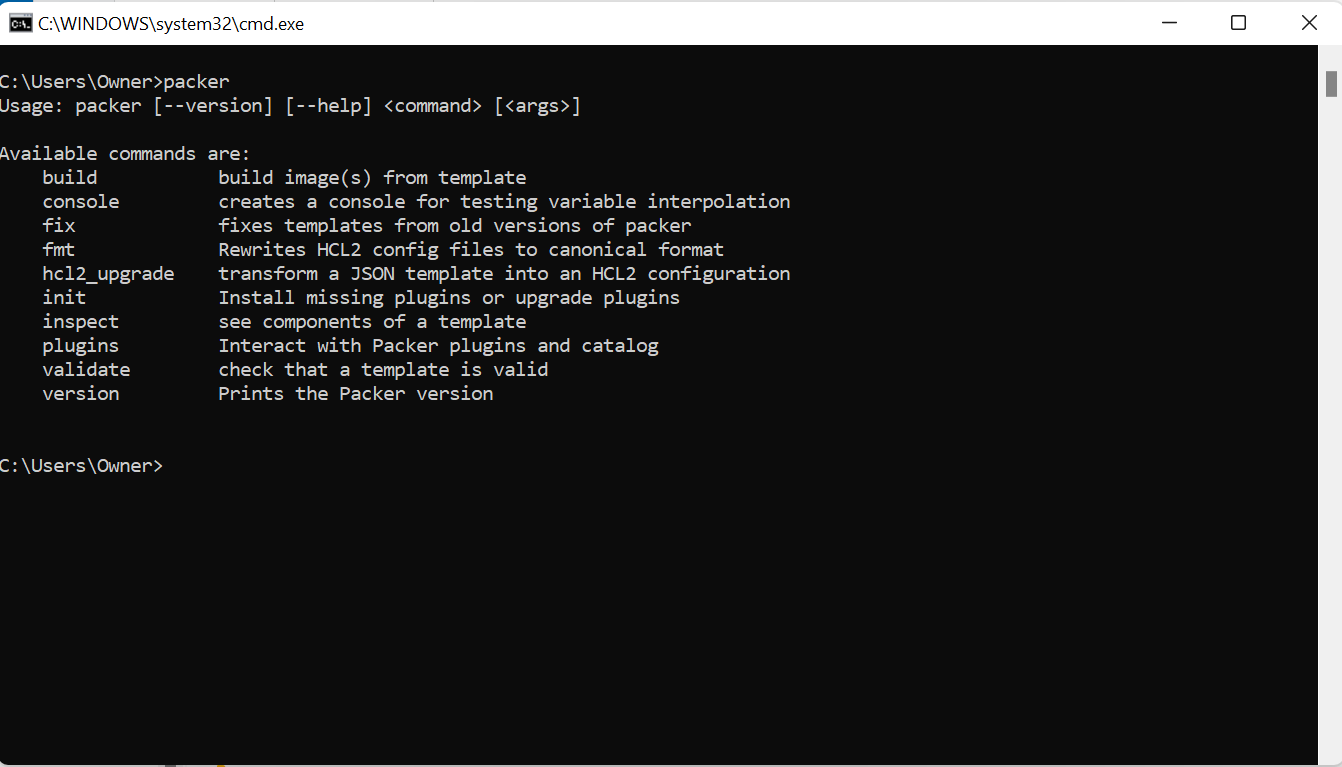 C:\WINDOWS\system32\cmd.exe
C:\Users\Owner>packer
Usage: packer [--version] [--help] <command> [<args>]
Available commands are:
build build image(s) from template
console creates a console for testing variable interpolation
fix fixes templates from old versions of packer
fmt Rewrites HCL2 config files to canonical format
hcl2_upgrade transform a JSON template into an HCL2 configuration
init Install missing plugins or upgrade plugins
inspect see components of a template
plugins Interact with Packer plugins and catalog
validate check that a template is valid
version Prints the Packer version
C:\Users\Owner>